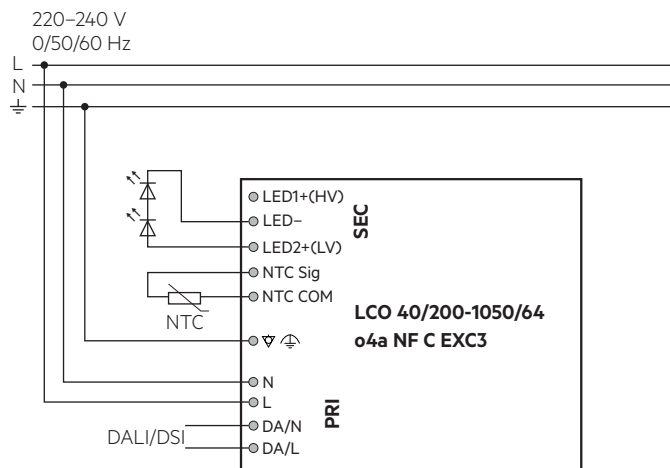 220–240 V
0/50/60 Hz
L
N
LED1+(HV)
LED–
LED2+(LV)
SEC
NTC Sig
NTC COM
NTC
LCO 40/200-1050/64
o4a NF C EXC3
N
L
PRI
DA/N
DALI/DSI
DA/L